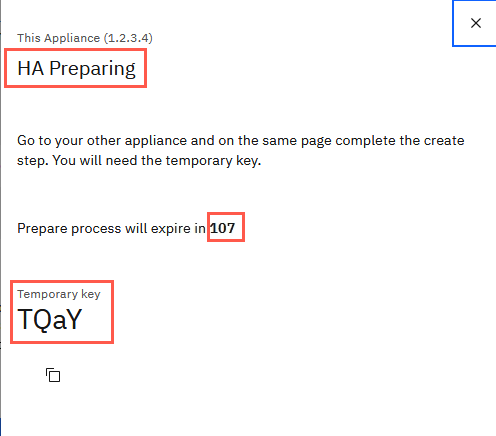 This Appliance (1.2.3.4)
HA Preparing
Go to your other appliance and on the same page complete the create
step. You will need the temporary key.
Prepare process will expire in 107
Temporary key
TQaY